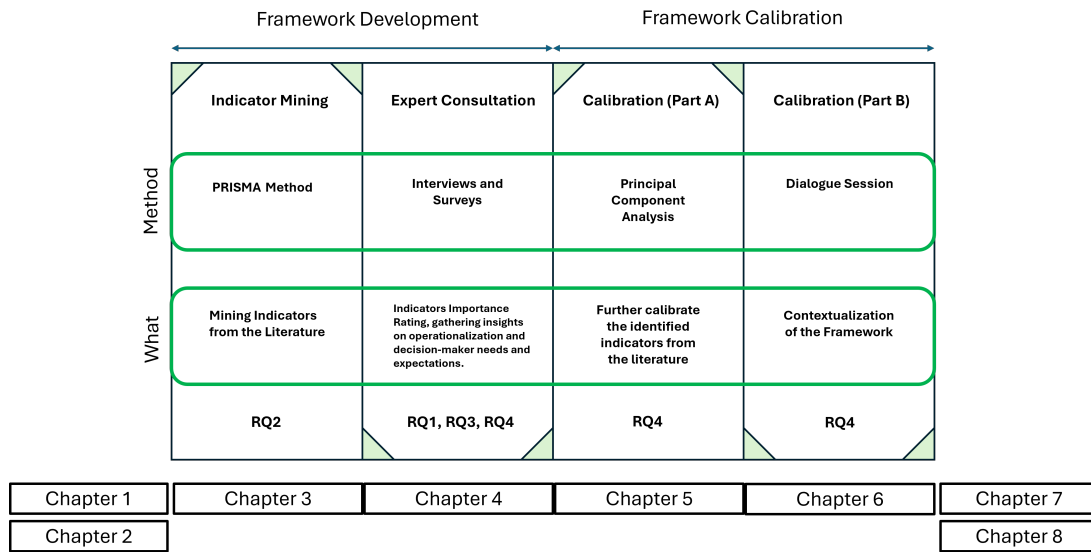 Framework Development
Framework Calibration
Indicator Mining
Expert Consultation
Calibration (Part A)
Calibration (Part B)
Method
PRISMA Method
Interviews and
Surveys
Principal
Component
Analysis
Dialogue Session
What
Mining Indicators
from the Literature
Indicators Importance
Rating, gathering insights
on operationalization and
decision-maker needs and
expectations.
Further calibrate
the identified
indicators from
the literature
Contextualization
of the Framework
RQ2
RQ1, RQ3, RQ4
RQ4
RQ4
Chapter 1
Chapter 3
Chapter 4
Chapter 5
Chapter 6
Chapter 7
Chapter 2
Chapter 8